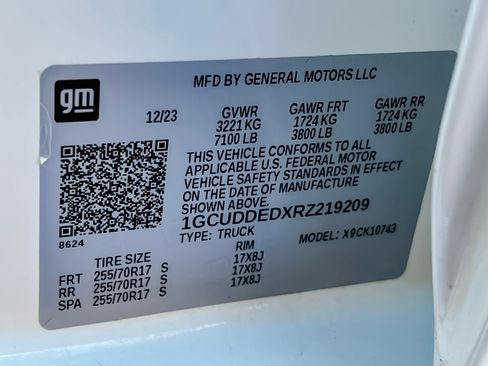 gm
MFD BY GENERAL MOTORS LLC
12/23 GVWR GAWR FRT GAWR RR
3221 KG 1724 KG 1724 KG
7100 LB 3800 LB 3800 LB
THIS VEHICLE CONFORMS TO ALL
APPLICABLE U.S. FEDERAL MOTOR
VEHICLE SAFETY STANDARDS IN EFFECT
ON THE DATE OF MANUFACTURE
SHOWN ABOVE.
1GCUDDEDXRZ219209
8624
TYPE: TRUCK MODEL: X9CK10743
TIRE SIZE RIM
FRT 255/70R17 S 17X8J
RR 255/70R17 S 17X8J
SPA 255/70R17 S 17X8J